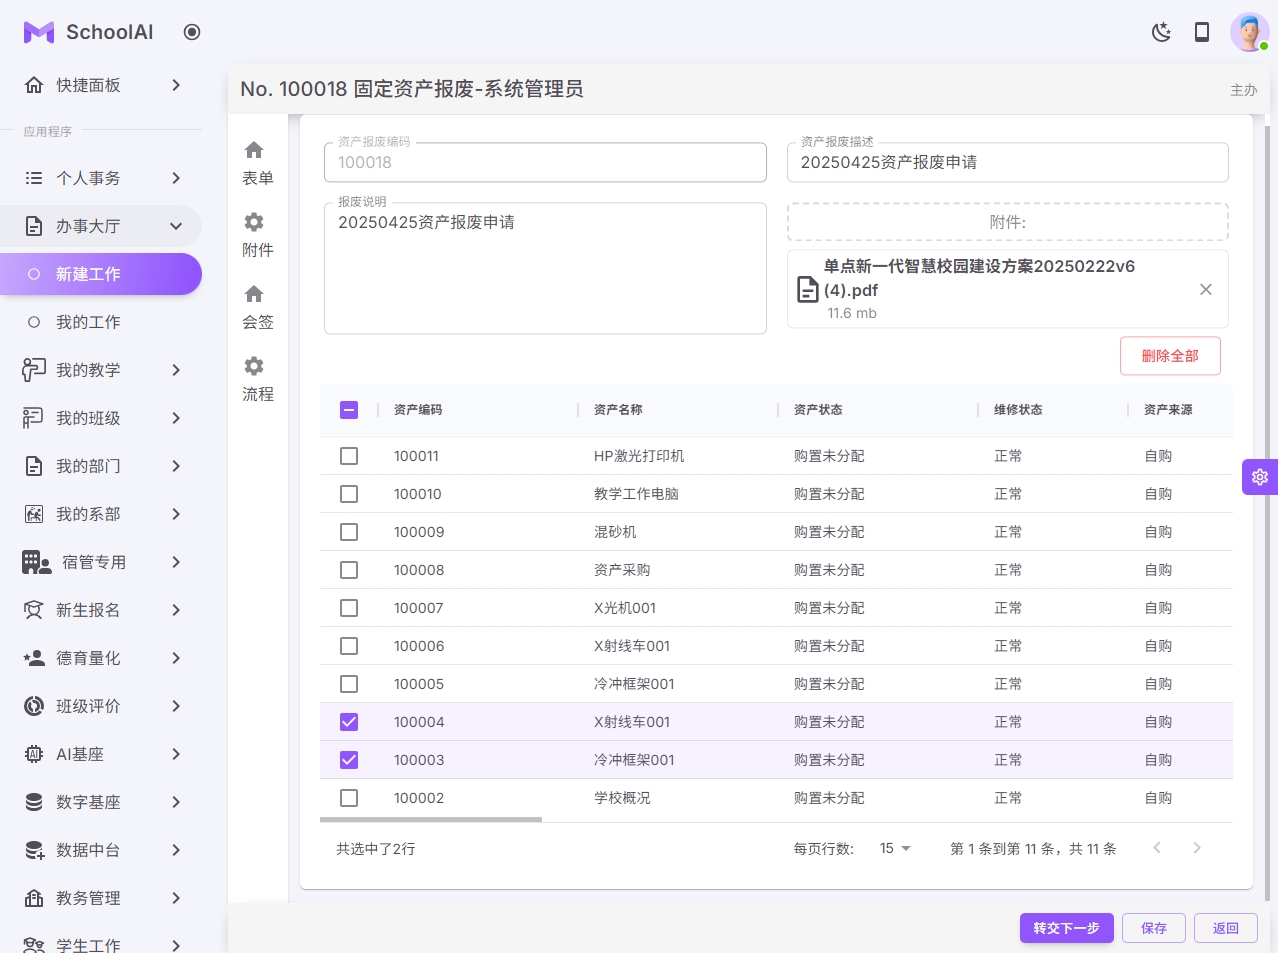 SchoolAI
快捷面板
应用程序
个人事务
办事大厅
新建工作
我的工作
我的教学
我的班级
我的部门
我的系部
宿管专用
新生报名
德育量化
班级评价
AI基座
数字基座
数据中台
教务管理
学生工作
No. 100018 固定资产报废-系统管理员
主办
表单
附件
会签
流程
资产报废编码
100018
资产报废描述
20250425资产报废申请
报废说明
20250425资产报废申请
附件:
单点新一代智慧校园建设方案20250222v6
(4).pdf
11.6 mb
删除全部
资产编码 资产名称 资产状态 维修状态 资产来源
100011 HP激光打印机 购置未分配 正常 自购
100010 教学工作电脑 购置未分配 正常 自购
100009 混砂机 购置未分配 正常 自购
100008 资产采购 购置未分配 正常 自购
100007 X光机001 购置未分配 正常 自购
100006 X射线车001 购置未分配 正常 自购
100005 冷冲框架001 购置未分配 正常 自购
100004 X射线车001 购置未分配 正常 自购
100003 冷冲框架001 购置未分配 正常 自购
100002 学校概况 购置未分配 正常 自购
共选中了2行 每页行数: 15 第 1 条到第 11 条，共 11 条
转交下一步 保存 返回